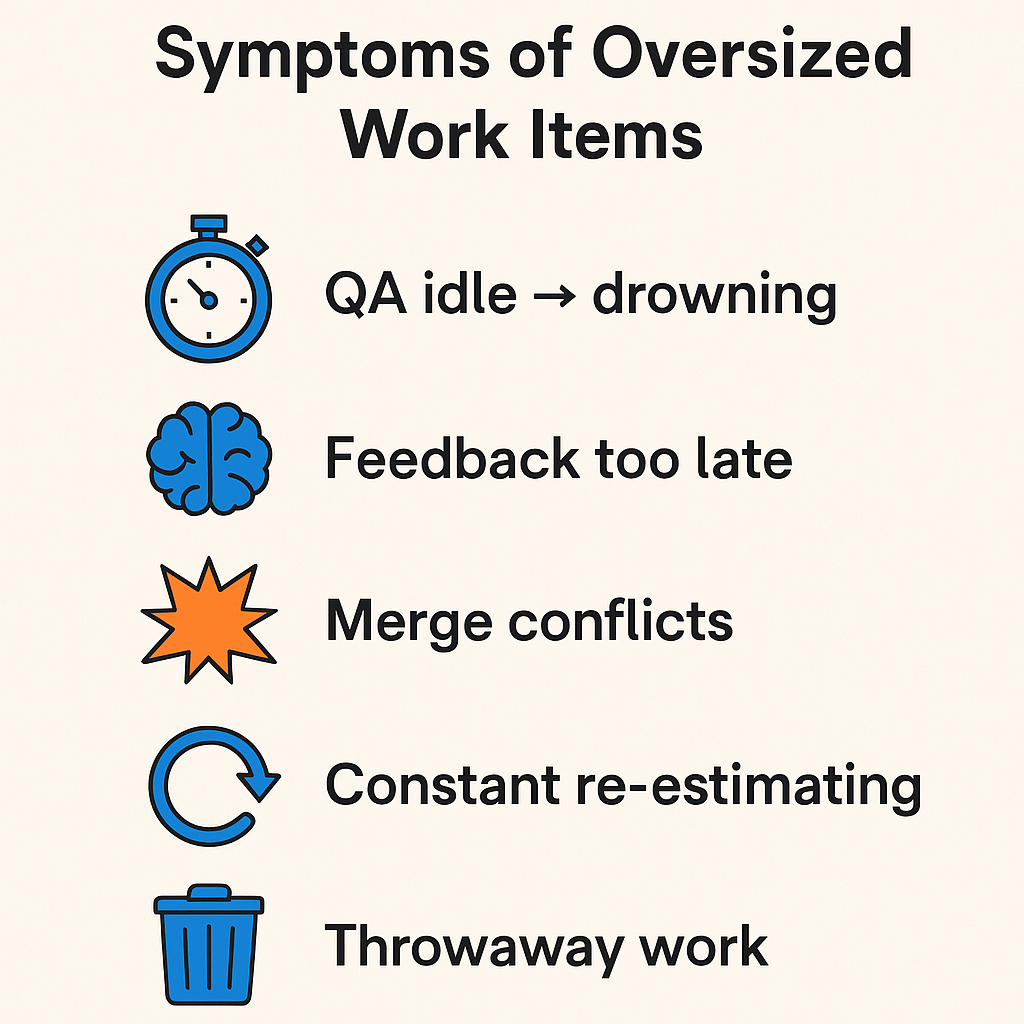 Symptoms of Oversized
Work Items
QA idle → drowning
Feedback too late
Merge conflicts
Constant re-estimating
Throwaway work